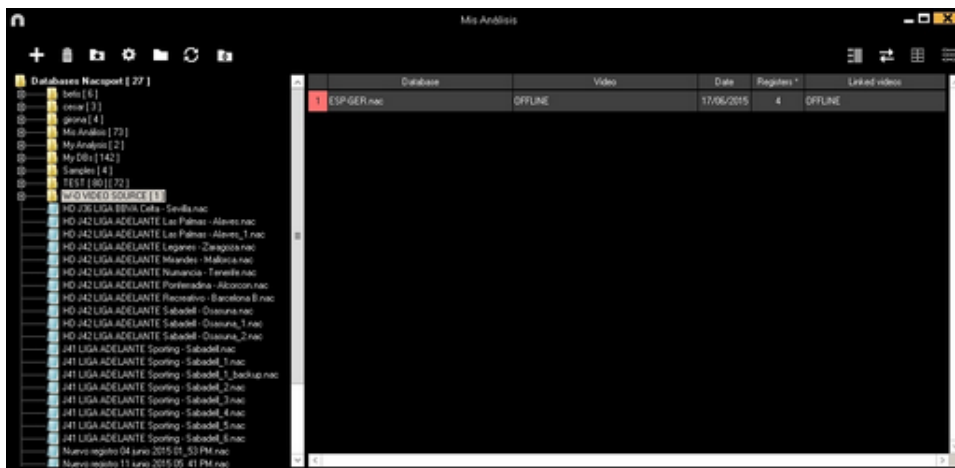 Mis Análisis
Databases Nacsport [ 27 ]
betis [ 6 ]
cesar [ 3 ]
girona [ 4 ]
Mis Análisis [ 73 ]
My Analysis [ 2 ]
My DBs [ 142 ]
Samples [ 4 ]
TEST [ 80 ] [ 72 ]
W-O VIDEO SOURCE [ 1 ]
HD J36 LIGA BBVA Celta - Sevilla.nac
HD J42 LIGA ADELANTE Las Palmas - Alaves.nac
HD J42 LIGA ADELANTE Las Palmas - Alaves_1.nac
HD J42 LIGA ADELANTE Leganes - Zaragoza.nac
HD J42 LIGA ADELANTE Mirandes - Mallorca.nac
HD J42 LIGA ADELANTE Numancia - Tenerife.nac
HD J42 LIGA ADELANTE Ponferradina - Alcorcon.nac
HD J42 LIGA ADELANTE Recreativo - Barcelona B.nac
HD J42 LIGA ADELANTE Sabadell - Osasuna.nac
HD J42 LIGA ADELANTE Sabadell - Osasuna_1.nac
HD J42 LIGA ADELANTE Sabadell - Osasuna_2.nac
J41 LIGA ADELANTE Sporting - Sabadell.nac
J41 LIGA ADELANTE Sporting - Sabadell_1.nac
J41 LIGA ADELANTE Sporting - Sabadell_1_backup.nac
J41 LIGA ADELANTE Sporting - Sabadell_2.nac
J41 LIGA ADELANTE Sporting - Sabadell_3.nac
J41 LIGA ADELANTE Sporting - Sabadell_4.nac
J41 LIGA ADELANTE Sporting - Sabadell_5.nac
J41 LIGA ADELANTE Sporting - Sabadell_6.nac
Nuevo registro 04 junio 2015 01_53 PM.nac
Nuevo registro 11 junio 2015 05_41 PM.nac
Database Video Date Registers * Linked videos
1 ESP-GER.nac OFFLINE 17/06/2015 4 OFFLINE